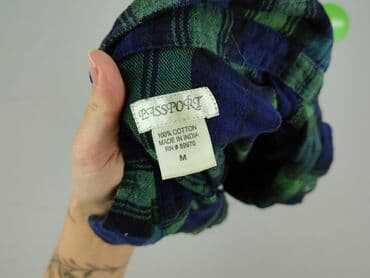 PASSPORT
100% COTTON
MADE IN INDIA
RN # 89970
M